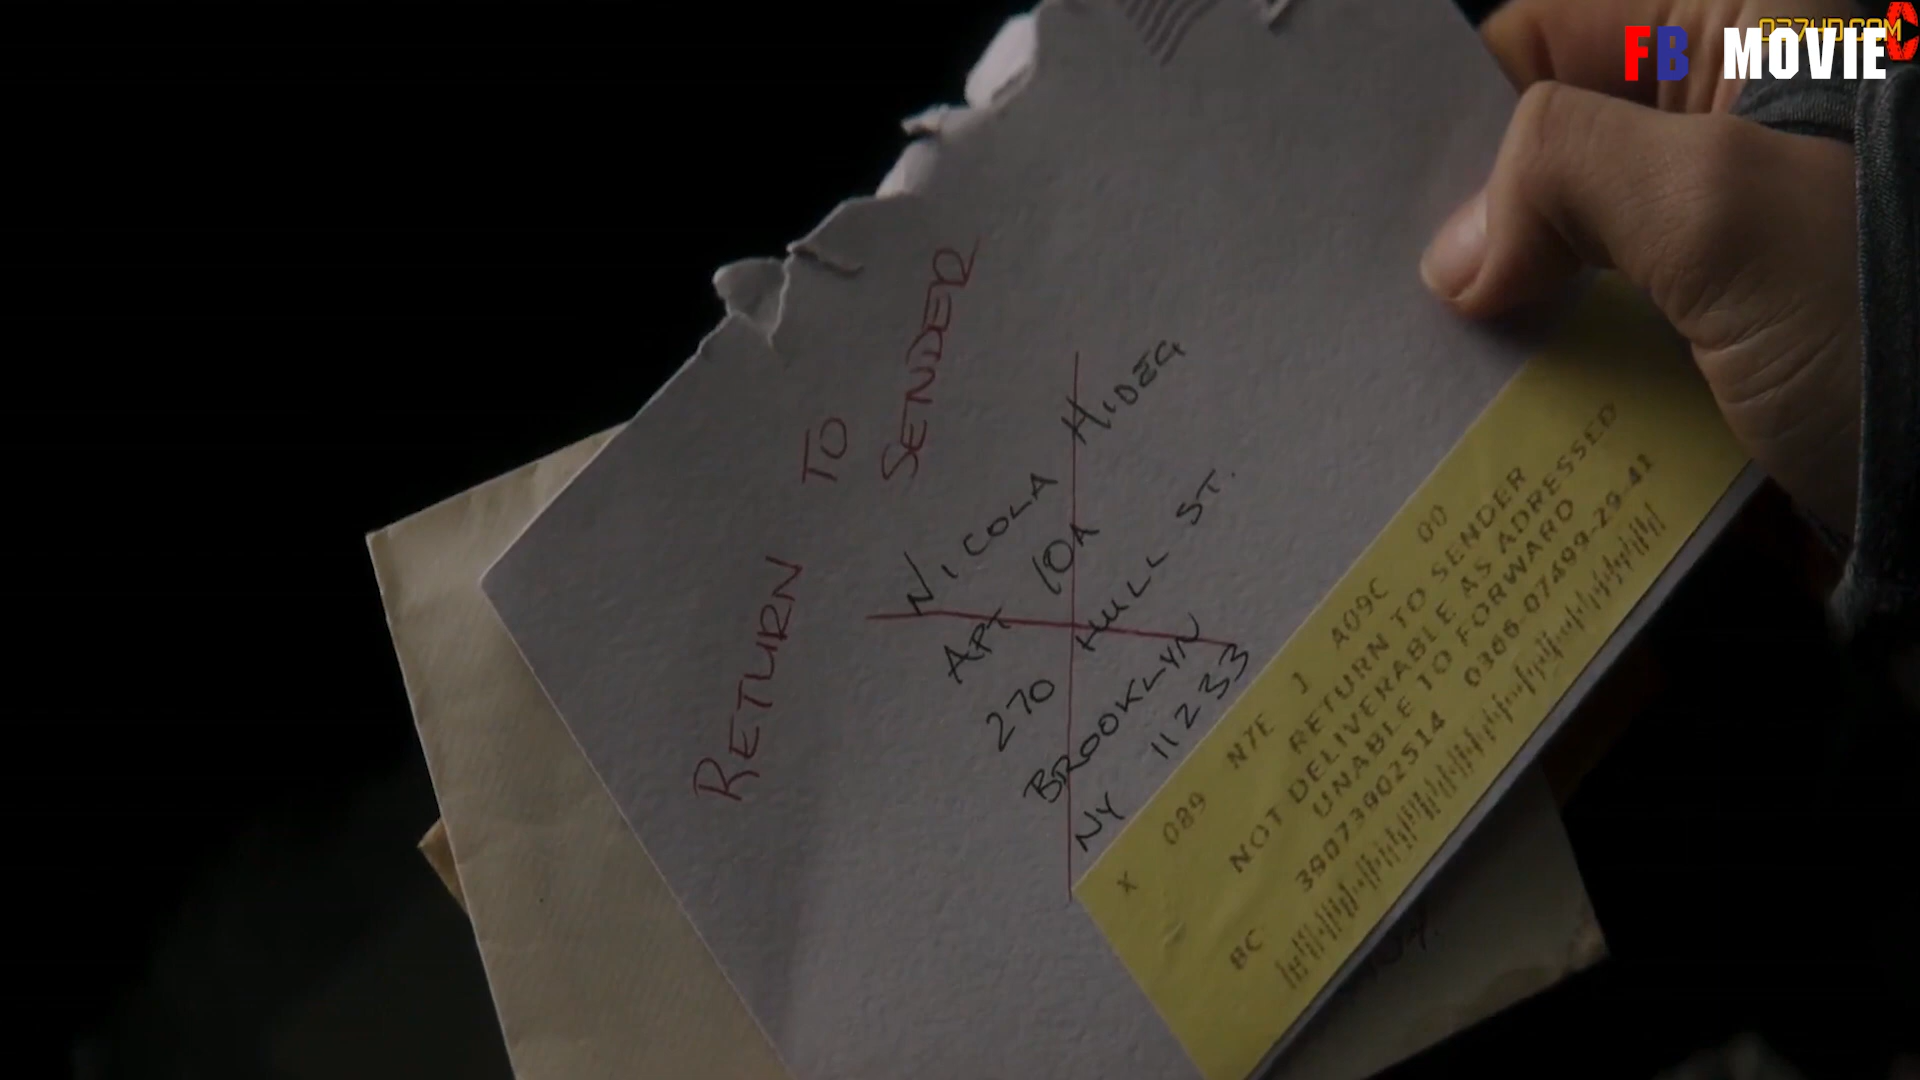 FB MOVIE
RETURN
TO
SENDER
NICOLA HIDEG
APT 10A
270 HULL ST.
BROOKLYN
NY 11233
X 089 N7E 1 A09C 00
RETURN TO SENDER
NOT DELIVERABLE AS ADRESSED
UNABLE TO FORWARD
BC 39073902514 0366-07499-29-41